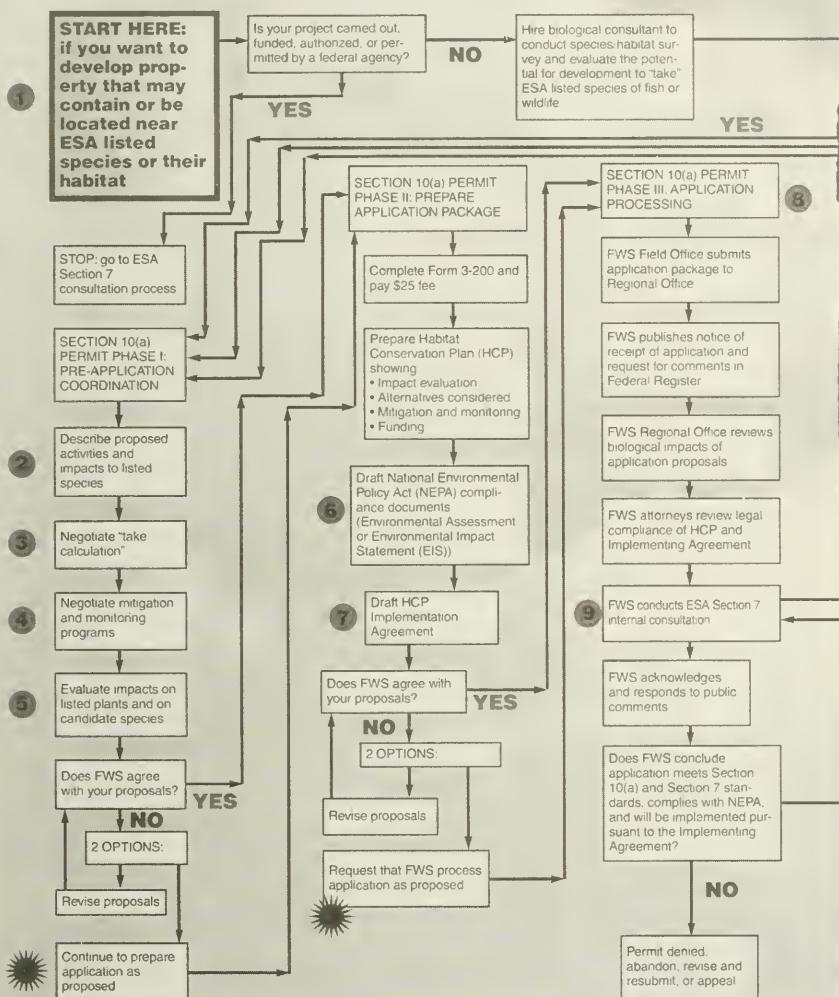 START HERE:
if you want to
develop prop-
erty that may
contain or be
located near
ESA listed
species or their
habitat
1
Is your project carried out,
funded, authorized, or per-
mitted by a federal agency?
NO
YES
Hire biological consultant to
conduct species/habitat sur-
vey and evaluate the poten-
tial for development to "take"
ESA listed species of fish or
wildlife
YES
STOP: go to ESA
Section 7
consultation process
SECTION 10(a)
PERMIT PHASE I:
PRE-APPLICATION
COORDINATION
2
Describe proposed
activities and
impacts to listed
species
3
Negotiate "take
calculation"
4
Negotiate mitigation
and monitoring
programs
5
Evaluate impacts on
listed plants and on
candidate species
Does FWS agree
with your proposals?
YES
NO
2 OPTIONS:
Revise proposals
Continue to prepare
application as
proposed
SECTION 10(a) PERMIT
PHASE II: PREPARE
APPLICATION PACKAGE
Complete Form 3-200 and
pay $25 fee
Prepare Habitat
Conservation Plan (HCP)
showing
• Impact evaluation
• Alternatives considered
• Mitigation and monitoring
• Funding
6
Draft National Environmental
Policy Act (NEPA) compli-
ance documents
(Environmental Assessment
or Environmental Impact
Statement (EIS))
7
Draft HCP
Implementation
Agreement
Does FWS agree with
your proposals?
YES
NO
2 OPTIONS:
Revise proposals
Request that FWS process
application as proposed
SECTION 10(a) PERMIT
PHASE III. APPLICATION
PROCESSING
8
FWS Field Office submits
application package to
Regional Office
FWS publishes notice of
receipt of application and
request for comments in
Federal Register
FWS Regional Office reviews
biological impacts of
application proposals
FWS attorneys review legal
compliance of HCP and
Implementing Agreement
9
FWS conducts ESA Section 7
internal consultation
FWS acknowledges
and responds to public
comments
Does FWS conclude
application meets Section
10(a) and Section 7 stan-
dards, complies with NEPA,
and will be implemented pur-
suant to the Implementing
Agreement?
NO
Permit denied.
abandon, revise and
resubmit, or appeal